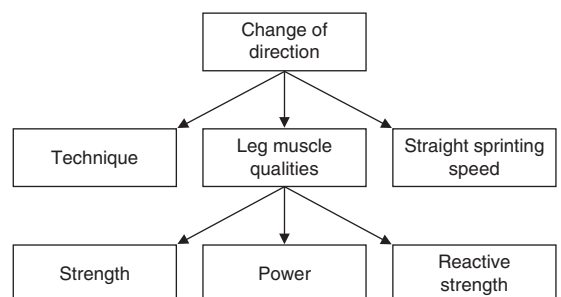 Change of
direction
Technique
Leg muscle
qualities
Straight sprinting
speed
Strength
Power
Reactive
strength